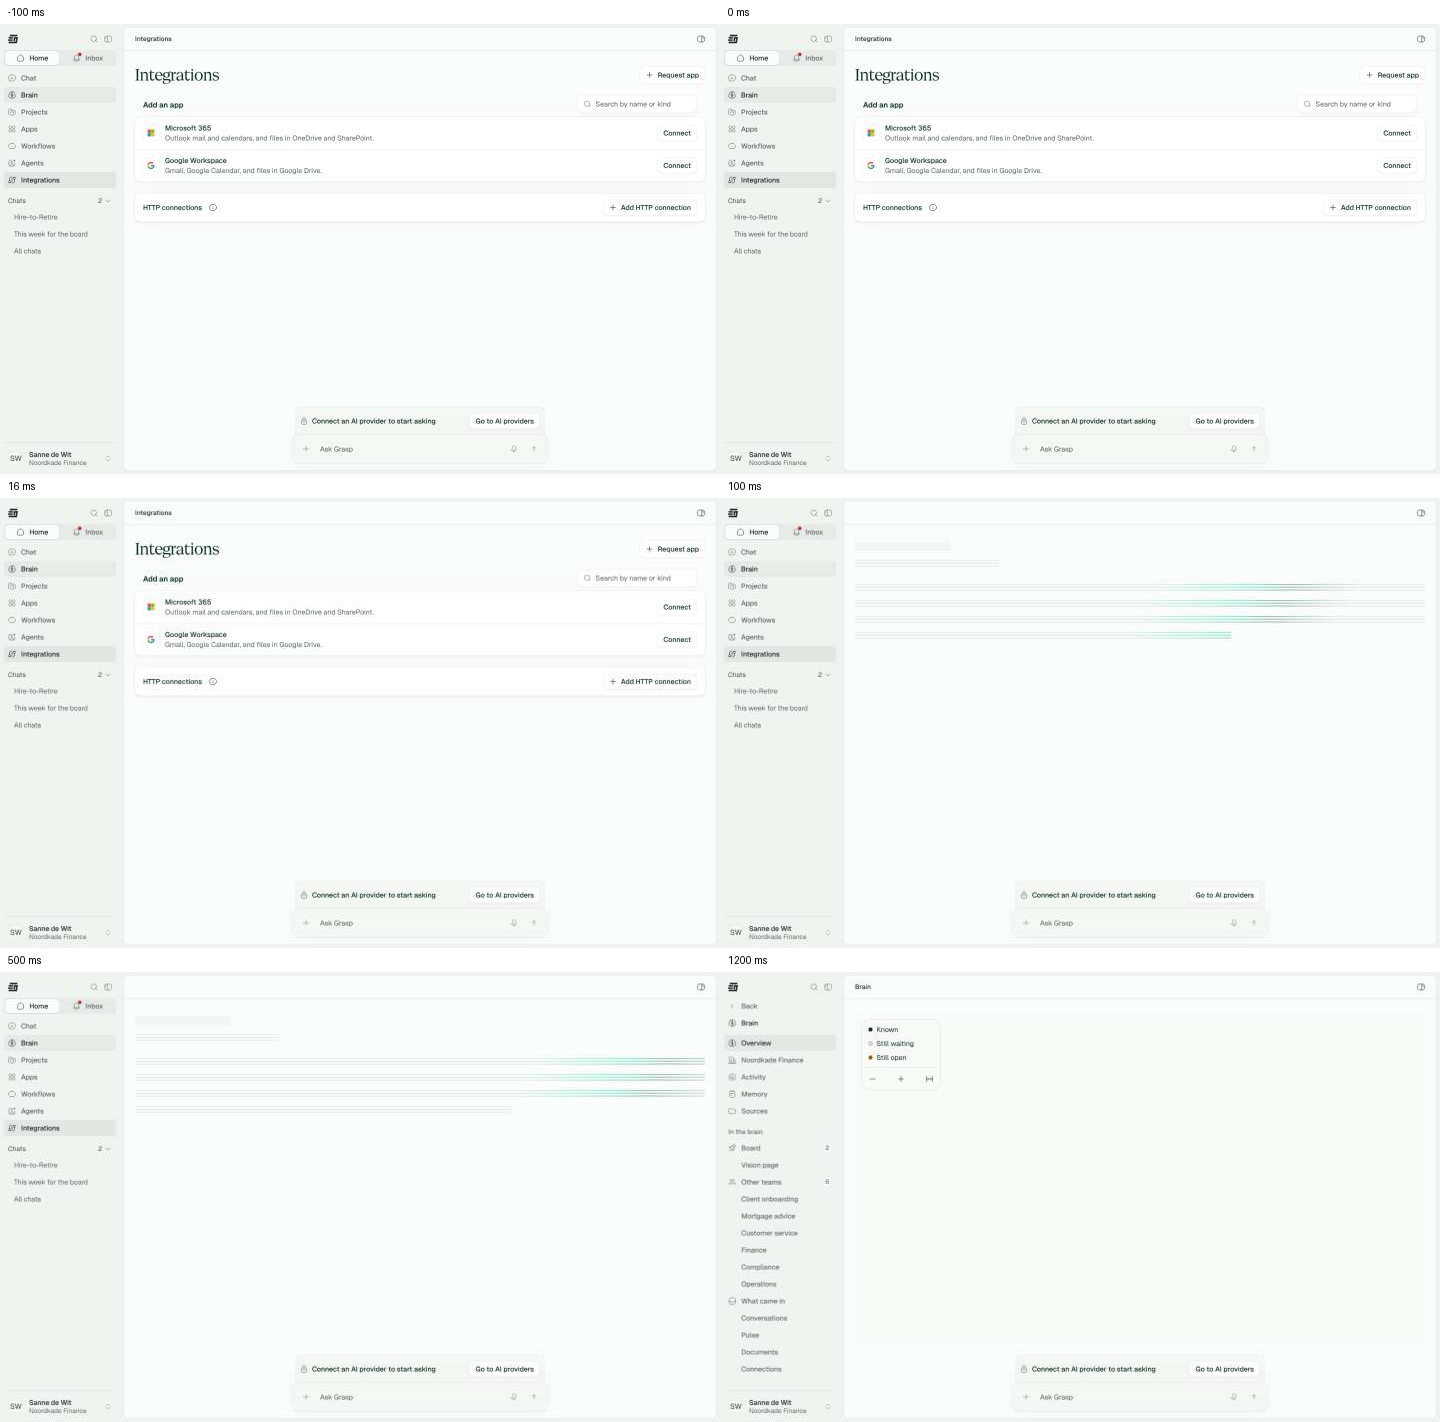 -100 ms
Integrations
Home Inbox
Chat
Brain
Projects
Apps
Workflows
Agents
Integrations
Chats 2
Hire-to-Retire
This week for the board
All chats
SW Sanne de Wit
Noordkade Finance
Integrations
Request app
Add an app
Search by name or kind
Microsoft 365
Outlook mail and calendars, and files in OneDrive and SharePoint.
Connect
Google Workspace
Gmail, Google Calendar, and files in Google Drive.
Connect
HTTP connections
Add HTTP connection
Connect an AI provider to start asking
Go to AI providers
Ask Grasp
0 ms
Integrations
Home Inbox
Chat
Brain
Projects
Apps
Workflows
Agents
Integrations
Chats 2
Hire-to-Retire
This week for the board
All chats
SW Sanne de Wit
Noordkade Finance
Integrations
Request app
Add an app
Search by name or kind
Microsoft 365
Outlook mail and calendars, and files in OneDrive and SharePoint.
Connect
Google Workspace
Gmail, Google Calendar, and files in Google Drive.
Connect
HTTP connections
Add HTTP connection
Connect an AI provider to start asking
Go to AI providers
Ask Grasp
16 ms
Integrations
Home Inbox
Chat
Brain
Projects
Apps
Workflows
Agents
Integrations
Chats 2
Hire-to-Retire
This week for the board
All chats
SW Sanne de Wit
Noordkade Finance
Integrations
Request app
Add an app
Search by name or kind
Microsoft 365
Outlook mail and calendars, and files in OneDrive and SharePoint.
Connect
Google Workspace
Gmail, Google Calendar, and files in Google Drive.
Connect
HTTP connections
Add HTTP connection
Connect an AI provider to start asking
Go to AI providers
Ask Grasp
100 ms
Home Inbox
Chat
Brain
Projects
Apps
Workflows
Agents
Integrations
Chats 2
Hire-to-Retire
This week for the board
All chats
SW Sanne de Wit
Noordkade Finance
Connect an AI provider to start asking
Go to AI providers
Ask Grasp
500 ms
Home Inbox
Chat
Brain
Projects
Apps
Workflows
Agents
Integrations
Chats 2
Hire-to-Retire
This week for the board
All chats
SW Sanne de Wit
Noordkade Finance
Connect an AI provider to start asking
Go to AI providers
Ask Grasp
1200 ms
Brain
Back
Brain
Overview
Noordkade Finance
Activity
Memory
Sources
In the brain
Board 2
Vision page
Other teams 6
Client onboarding
Mortgage advice
Customer service
Finance
Compliance
Operations
What came in
Conversations
Pulse
Documents
Connections
SW Sanne de Wit
Noordkade Finance
Known
Still waiting
Still open
Connect an AI provider to start asking
Go to AI providers
Ask Grasp